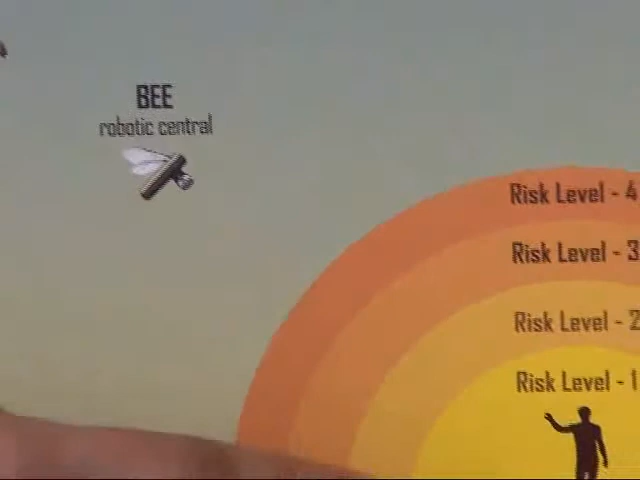 BEE
robotic central
Risk Level - 4
Risk Level - 3
Risk Level - 2
Risk Level - 1